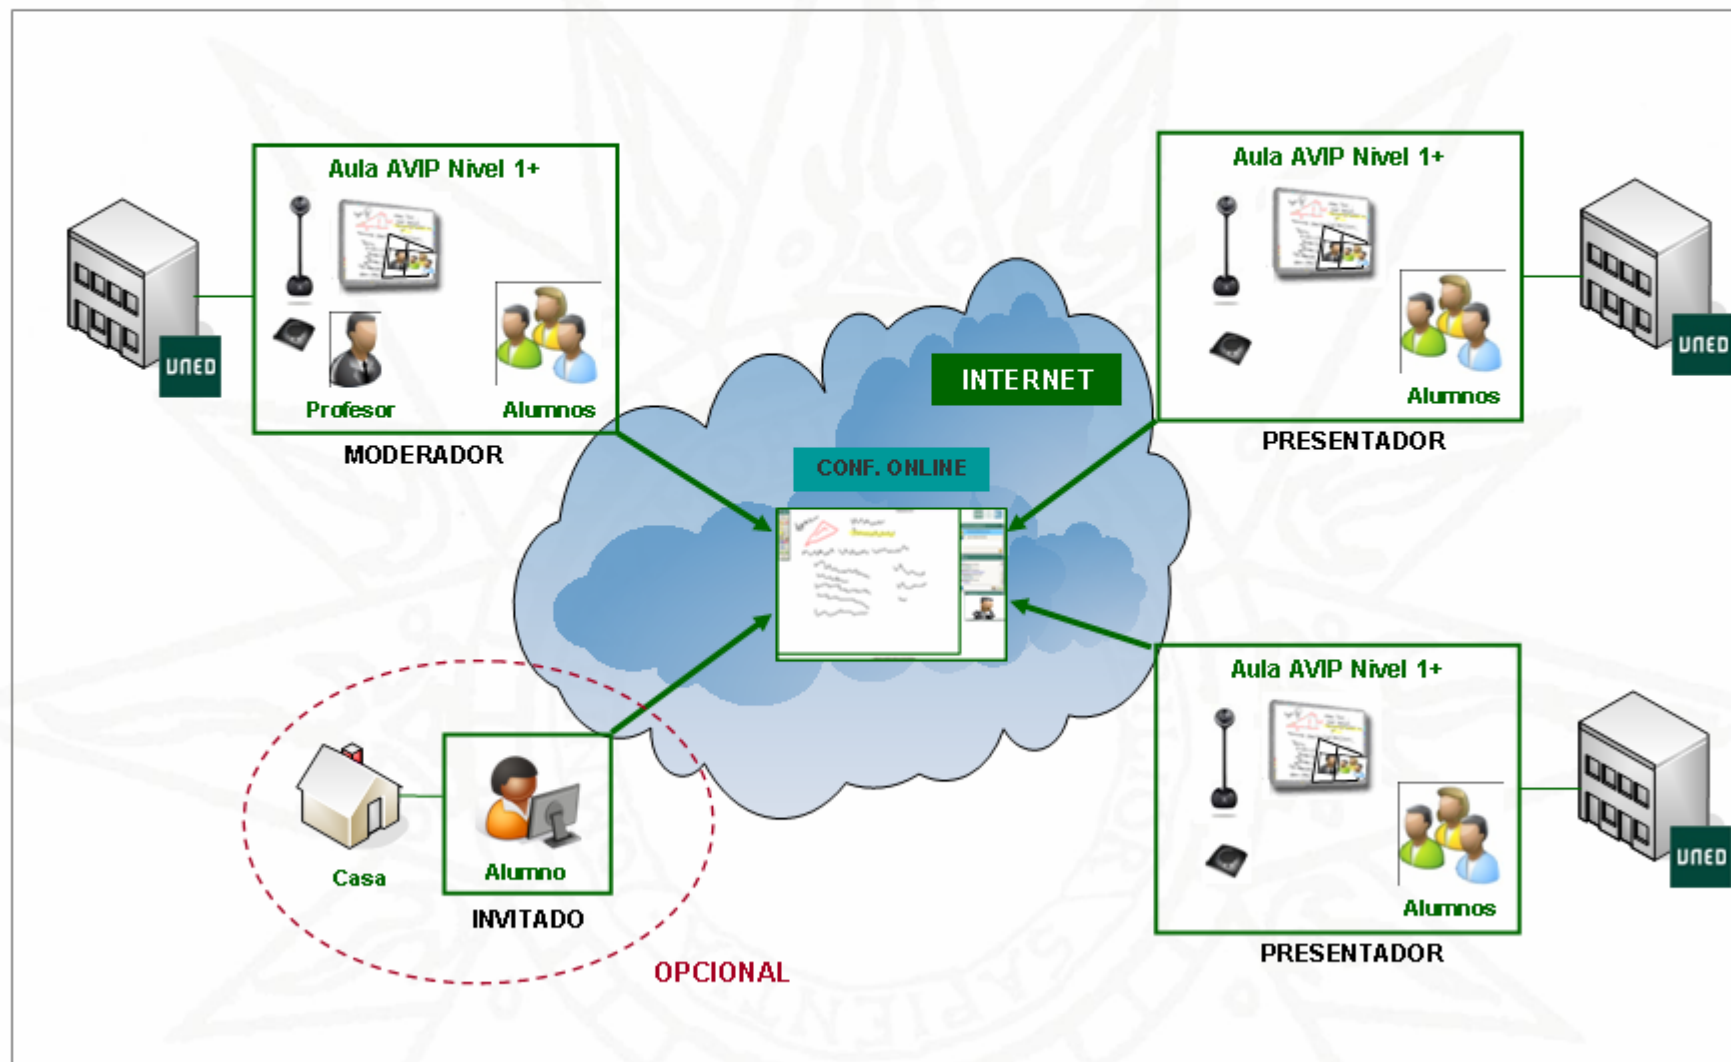 Aula AVIP Nivel 1+
UNED
Profesor
Alumnos
MODERADOR
Aula AVIP Nivel 1+
UNED
Alumnos
PRESENTADOR
INTERNET
CONF. ONLINE
Aula AVIP Nivel 1+
UNED
Alumnos
PRESENTADOR
Casa
Alumno
INVITADO
OPCIONAL
SAPIENTIA